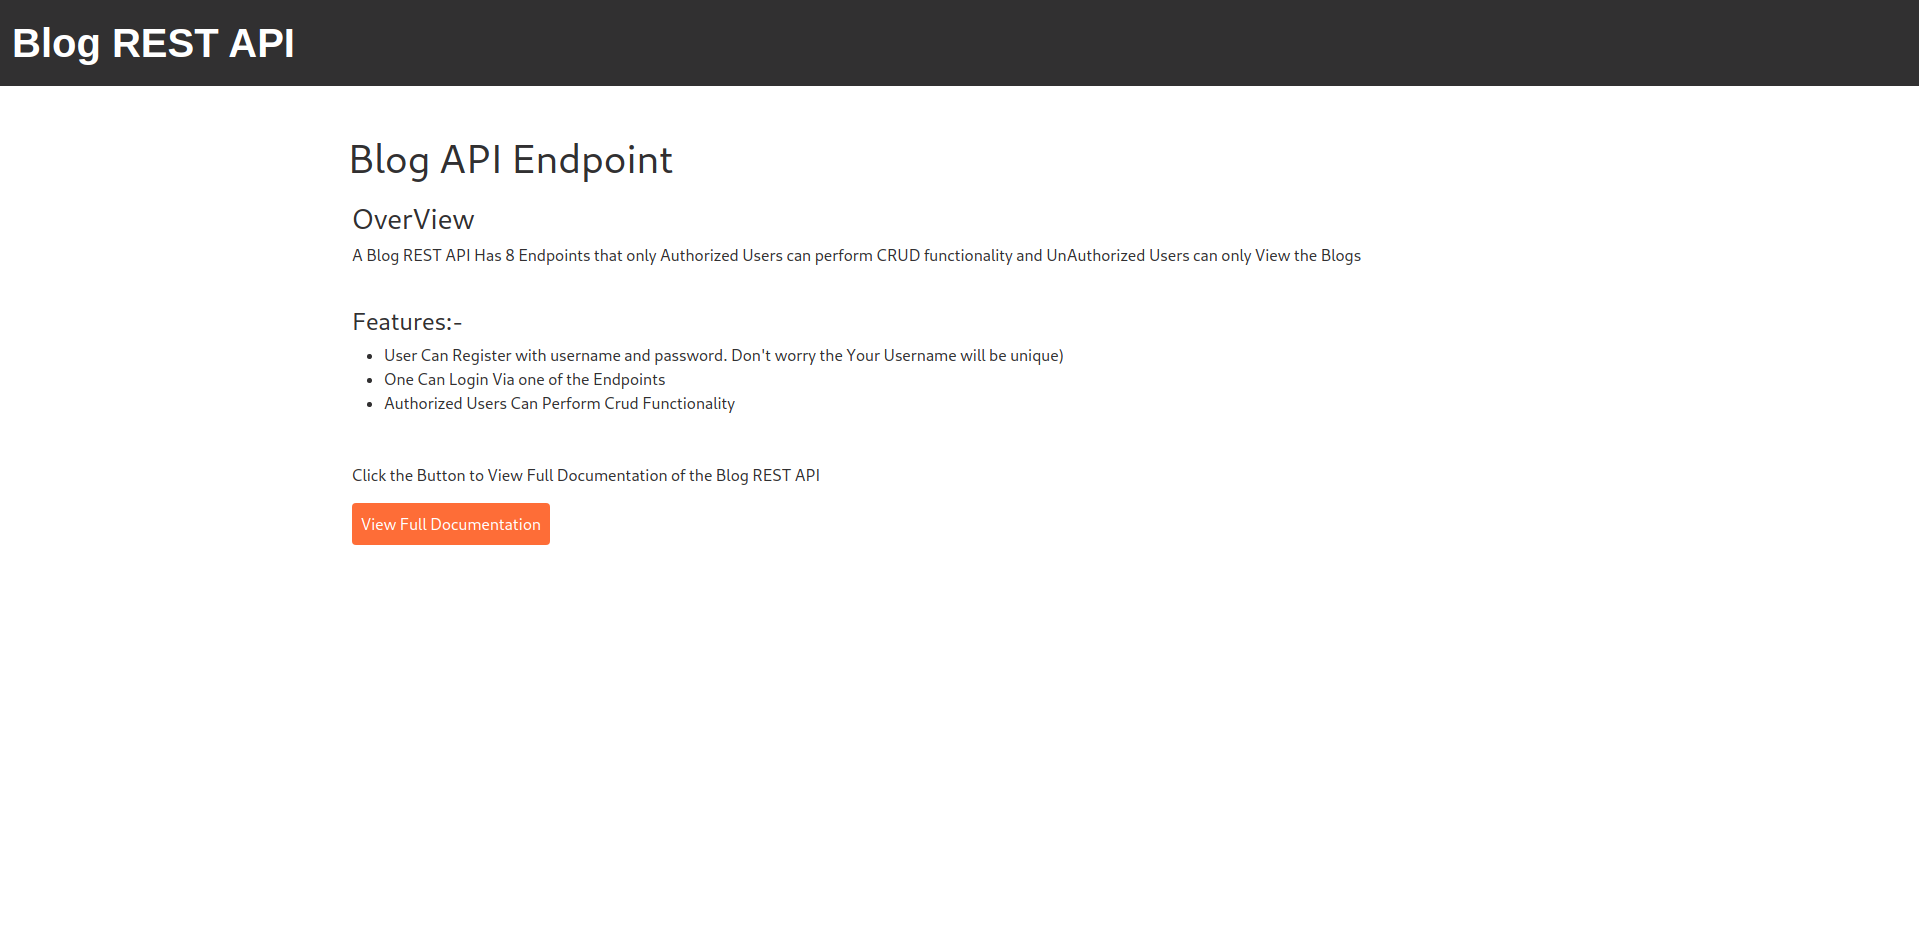 Blog REST API
Blog API Endpoint
OverView
A Blog REST API Has 8 Endpoints that only Authorized Users can perform CRUD functionality and UnAuthorized Users can only View the Blogs
Features:-
User Can Register with username and password. Don't worry the Your Username will be unique)
One Can Login Via one of the Endpoints
Authorized Users Can Perform Crud Functionality
Click the Button to View Full Documentation of the Blog REST API
View Full Documentation